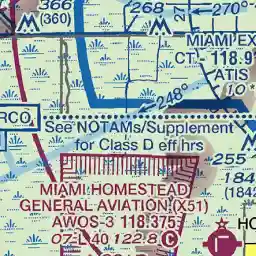 366
(360)
268
270°
MIAMI EX
CT - 118.9
ATIS
10
248°
RCO
See NOTAMs/Supplement
for Class D eff hrs
255
184
(184
MIAMI HOMESTEAD
GENERAL AVIATION (X51)
AWOS-3 118.375
07-L 40 122.8 C
HO